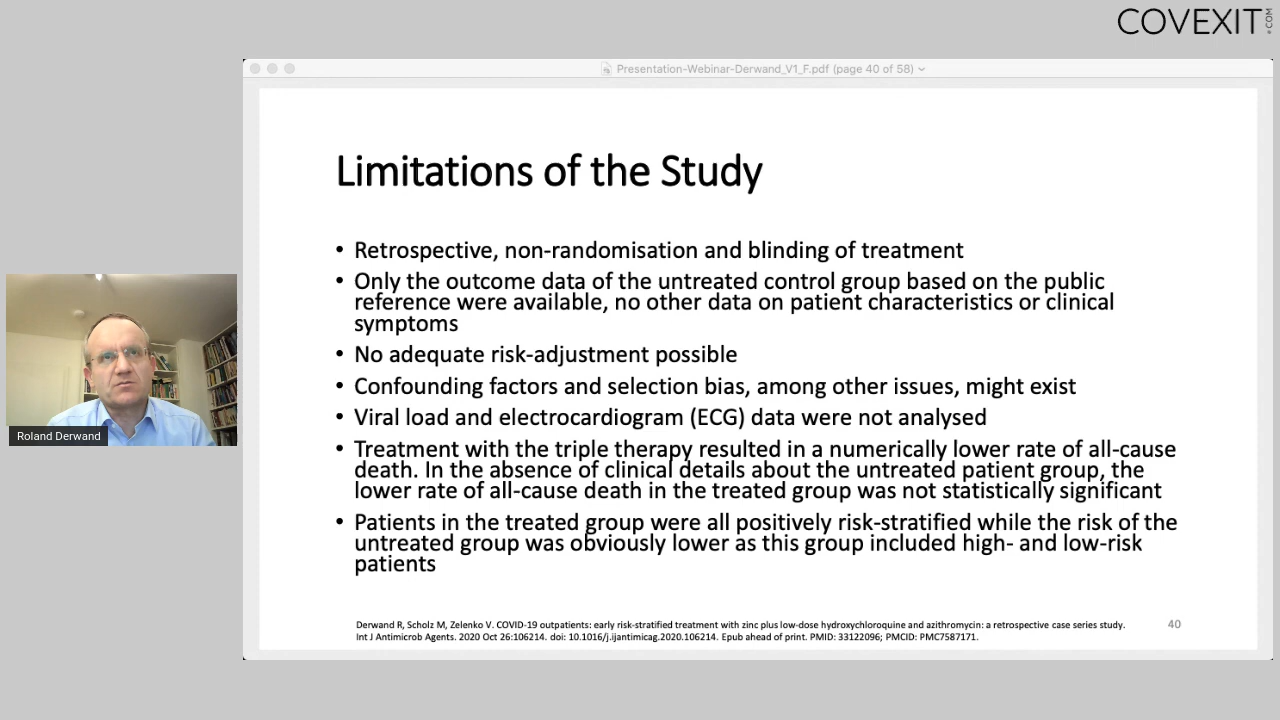 COVEXIT.COM
Presentation-Webinar-Derwand_V1_F.pdf (page 40 of 58)
Limitations of the Study
• Retrospective, non-randomisation and blinding of treatment
• Only the outcome data of the untreated control group based on the public
reference were available, no other data on patient characteristics or clinical
symptoms
• No adequate risk-adjustment possible
• Confounding factors and selection bias, among other issues, might exist
• Viral load and electrocardiogram (ECG) data were not analysed
• Treatment with the triple therapy resulted in a numerically lower rate of all-cause
death. In the absence of clinical details about the untreated patient group, the
lower rate of all-cause death in the treated group was not statistically significant
• Patients in the treated group were all positively risk-stratified while the risk of the
untreated group was obviously lower as this group included high- and low-risk
patients
Derwand R, Scholz M, Zelenko V. COVID-19 outpatients: early risk-stratified treatment with zinc plus low-dose hydroxychloroquine and azithromycin: a retrospective case series study.
Int J Antimicrob Agents. 2020 Oct 26:106214. doi: 10.1016/j.ijantimicag.2020.106214. Epub ahead of print. PMID: 33122096; PMCID: PMC7587171.
40
Roland Derwand